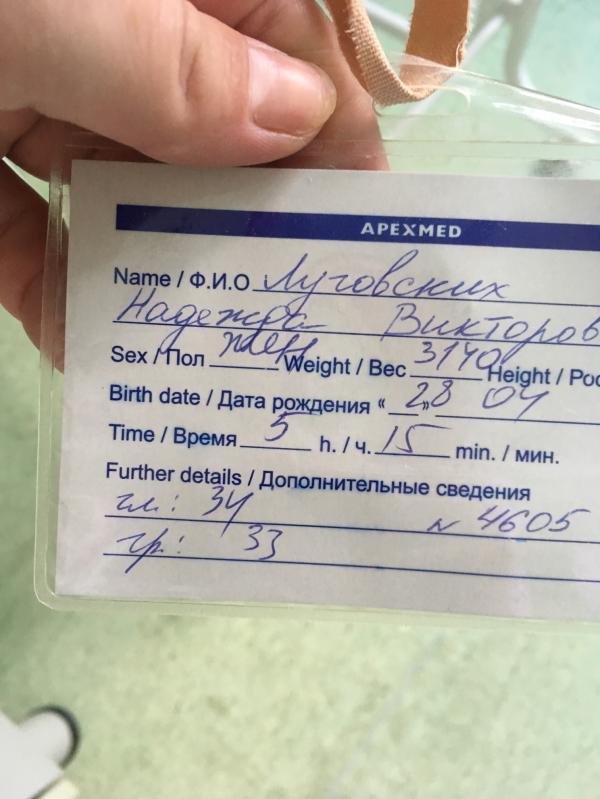 APEXMED
Name / Ф.И.О Луговских
Надежда Викторов
Sex / Пол жен Weight / Вес 3140 Height / Рос
Birth date / Дата рождения « 28 » 04
Time / Время 5 h. / ч. 15 min. / мин.
Further details / Дополнительные сведения
гл: 34 N 4605
гр: 33